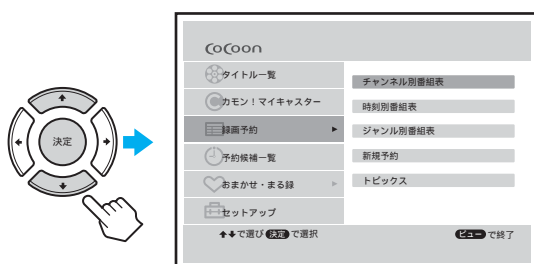 CoCoon
タイトル一覧
カモン！マイキャスター
録画予約
予約候補一覧
おまかせ・まる録
セットアップ
チャンネル別番組表
時刻別番組表
ジャンル別番組表
新規予約
トピックス
決定
で選び 決定 で選択
ビュー で終了